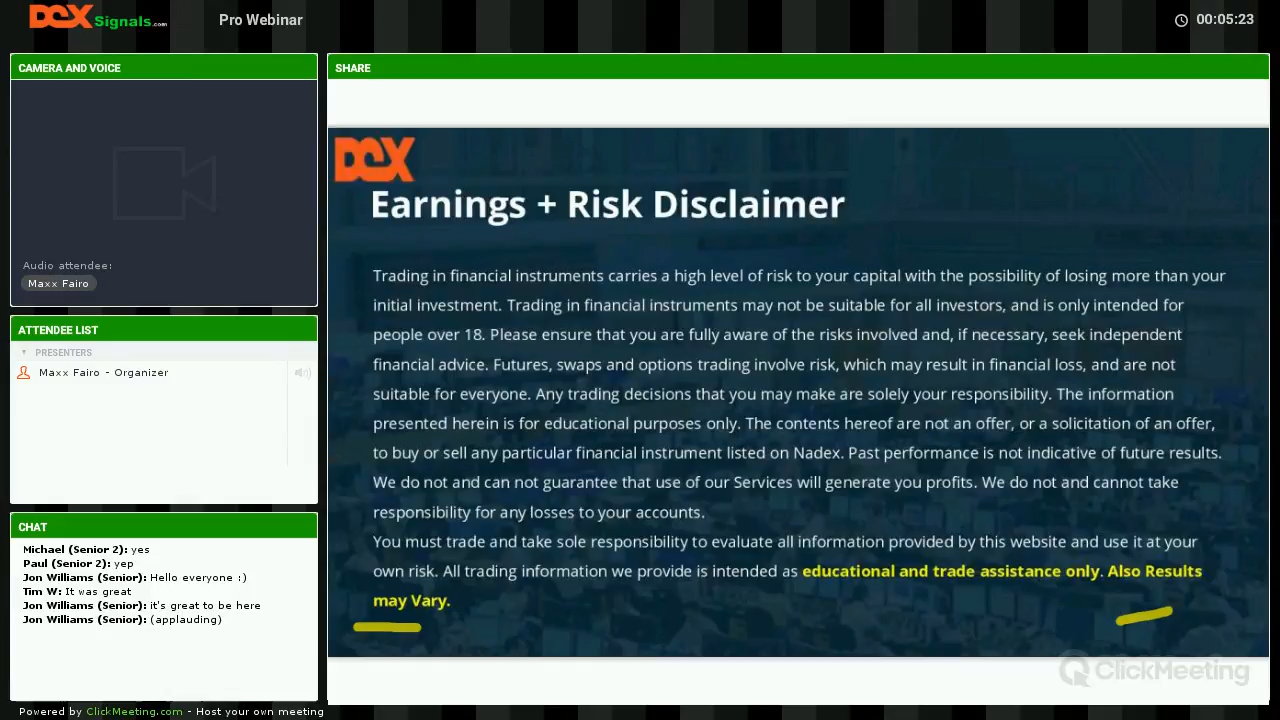 DEX Signals.com
Pro Webinar
00:05:23
CAMERA AND VOICE
Audio attendee:
Maxx Fairo
ATTENDEE LIST
PRESENTERS
Maxx Fairo - Organizer
CHAT
Michael (Senior 2): yes
Paul (Senior 2): yep
Jon Williams (Senior): Hello everyone :)
Tim W: It was great
Jon Williams (Senior): it's great to be here
Jon Williams (Senior): (applauding)
SHARE
DEX
Earnings + Risk Disclaimer
Trading in financial instruments carries a high level of risk to your capital with the possibility of losing more than your
initial investment. Trading in financial instruments may not be suitable for all investors, and is only intended for
people over 18. Please ensure that you are fully aware of the risks involved and, if necessary, seek independent
financial advice. Futures, swaps and options trading involve risk, which may result in financial loss, and are not
suitable for everyone. Any trading decisions that you may make are solely your responsibility. The information
presented herein is for educational purposes only. The contents hereof are not an offer, or a solicitation of an offer,
to buy or sell any particular financial instrument listed on Nadex. Past performance is not indicative of future results.
We do not and can not guarantee that use of our Services will generate you profits. We do not and cannot take
responsibility for any losses to your accounts.
You must trade and take sole responsibility to evaluate all information provided by this website and use it at your
own risk. All trading information we provide is intended as educational and trade assistance only. Also Results
may Vary.
ClickMeeting
Powered by ClickMeeting.com - Host your own meeting